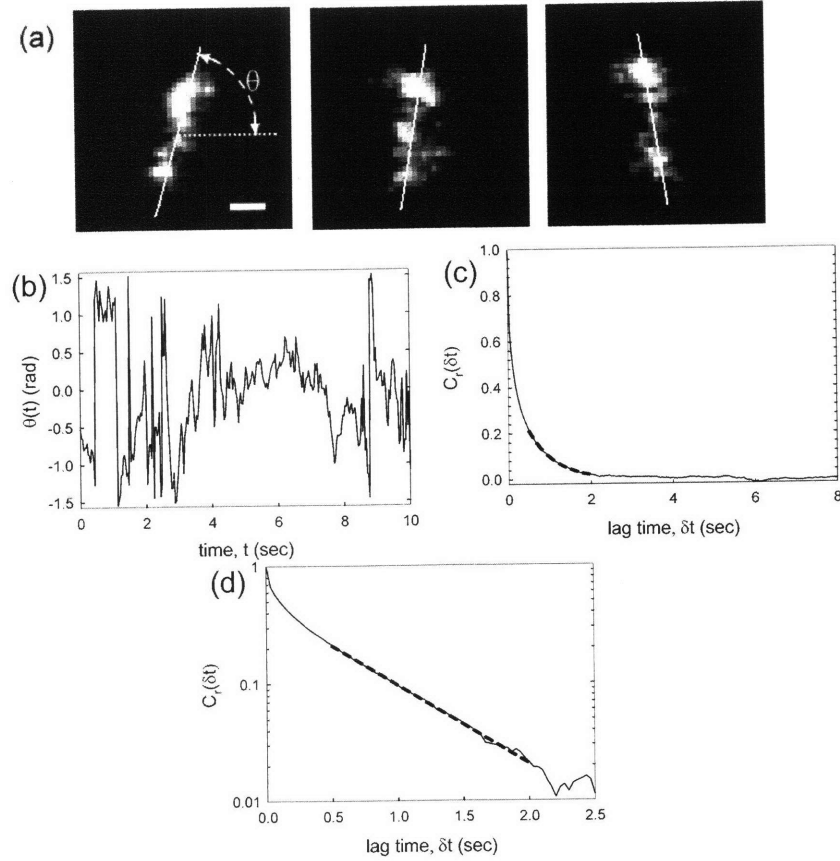 (a)
θ
(b)
1.5
1.0
0.5
0.0
-0.5
-1.0
-1.5
θ(t) (rad)
0 2 4 6 8 10
time, t (sec)
(c)
1.0
0.8
0.6
0.4
0.2
0.0
C_r(δt)
0 2 4 6 8
lag time, δt (sec)
(d)
1
0.1
0.01
C_r(δt)
0.0 0.5 1.0 1.5 2.0 2.5
lag time, δt (sec)